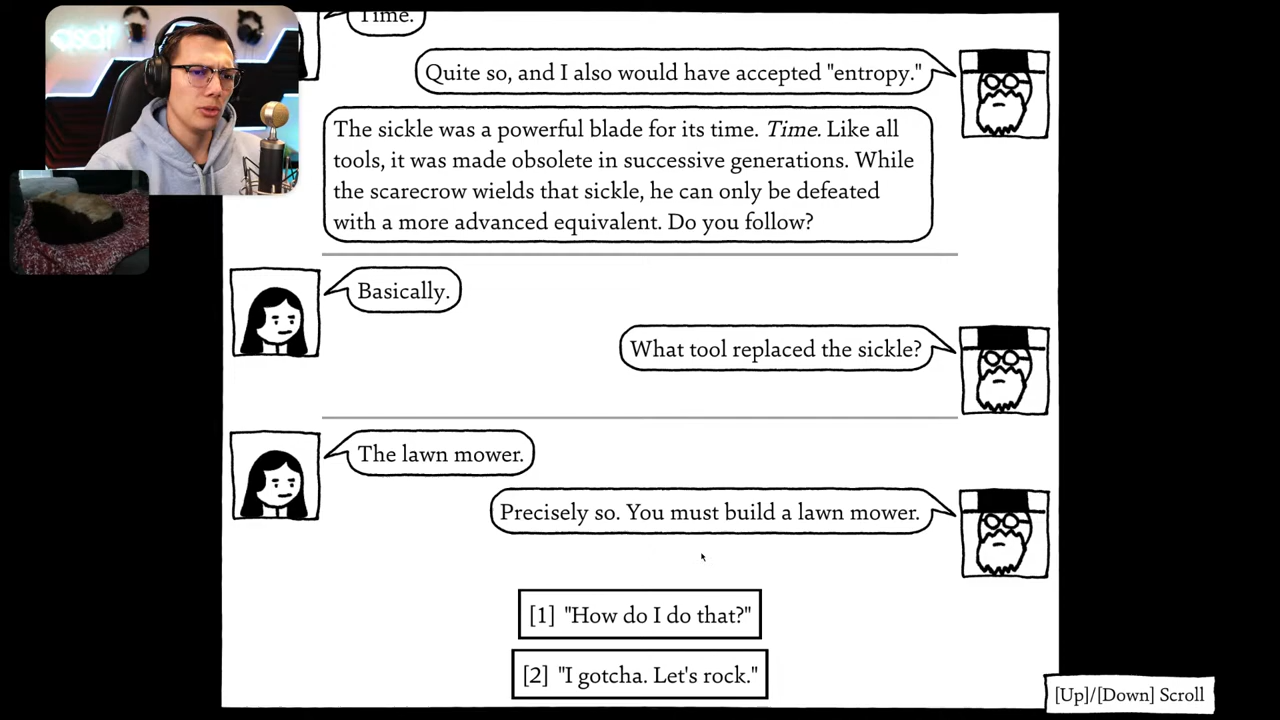 Time.
Quite so, and I also would have accepted "entropy."
The sickle was a powerful blade for its time. Time. Like all
tools, it was made obsolete in successive generations. While
the scarecrow wields that sickle, he can only be defeated
with a more advanced equivalent. Do you follow?
Basically.
What tool replaced the sickle?
The lawn mower.
Precisely so. You must build a lawn mower.
[1] "How do I do that?"
[2] "I gotcha. Let's rock."
[Up]/[Down] Scroll